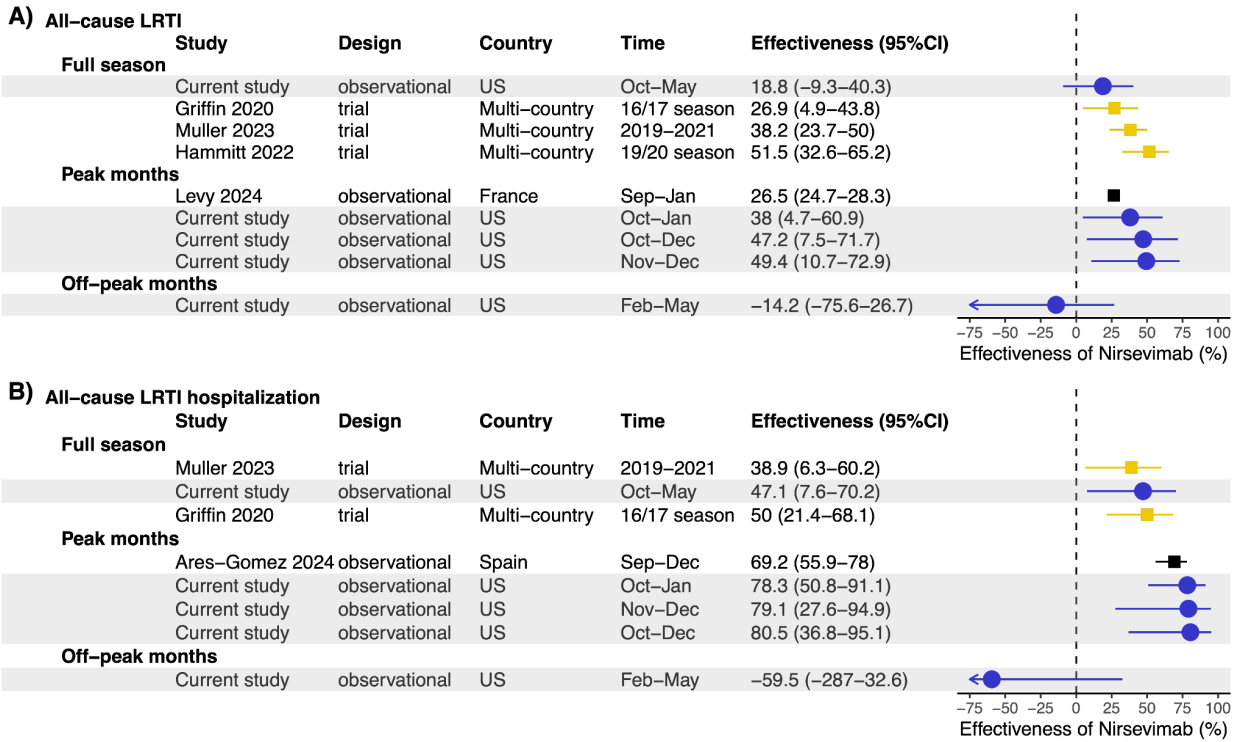 A) All−cause LRTI
Study Design Country Time Effectiveness (95%CI)
Full season
Current study observational US Oct−May 18.8 (−9.3−40.3)
Griffin 2020 trial Multi−country 16/17 season 26.9 (4.9−43.8)
Muller 2023 trial Multi−country 2019−2021 38.2 (23.7−50)
Hammitt 2022 trial Multi−country 19/20 season 51.5 (32.6−65.2)
Peak months
Levy 2024 observational France Sep−Jan 26.5 (24.7−28.3)
Current study observational US Oct−Jan 38 (4.7−60.9)
Current study observational US Oct−Dec 47.2 (7.5−71.7)
Current study observational US Nov−Dec 49.4 (10.7−72.9)
Off−peak months
Current study observational US Feb−May −14.2 (−75.6−26.7)
−75 −50 −25 0 25 50 75 100
Effectiveness of Nirsevimab (%)
B) All−cause LRTI hospitalization
Study Design Country Time Effectiveness (95%CI)
Full season
Muller 2023 trial Multi−country 2019−2021 38.9 (6.3−60.2)
Current study observational US Oct−May 47.1 (7.6−70.2)
Griffin 2020 trial Multi−country 16/17 season 50 (21.4−68.1)
Peak months
Ares−Gomez 2024 observational Spain Sep−Dec 69.2 (55.9−78)
Current study observational US Oct−Jan 78.3 (50.8−91.1)
Current study observational US Nov−Dec 79.1 (27.6−94.9)
Current study observational US Oct−Dec 80.5 (36.8−95.1)
Off−peak months
Current study observational US Feb−May −59.5 (−287−32.6)
−75 −50 −25 0 25 50 75 100
Effectiveness of Nirsevimab (%)